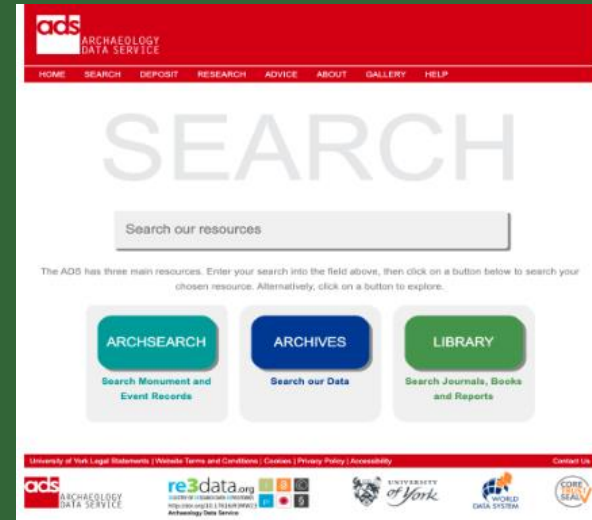 ads
ARCHAEOLOGY
DATA SERVICE
HOME SEARCH DEPOSIT RESEARCH ADVICE ABOUT GALLERY HELP
SEARCH
Search our resources
The ADS has three main resources. Enter your search into the field above, then click on a button below to search your
chosen resource. Alternatively, click on a button to explore.
ARCHSEARCH ARCHIVES LIBRARY
Search Monument and Search our Data Search Journals, Books
Event Records and Reports
University of York Legal Statements | Website Terms and Conditions | Cookies | Privacy Policy | Accessibility Contact Us
ads
ARCHAEOLOGY
DATA SERVICE
re3data.org
Archaeology Data Service
UNIVERSITY
of York
WORLD
DATA SYSTEM
CORE
TRUST
SEAL